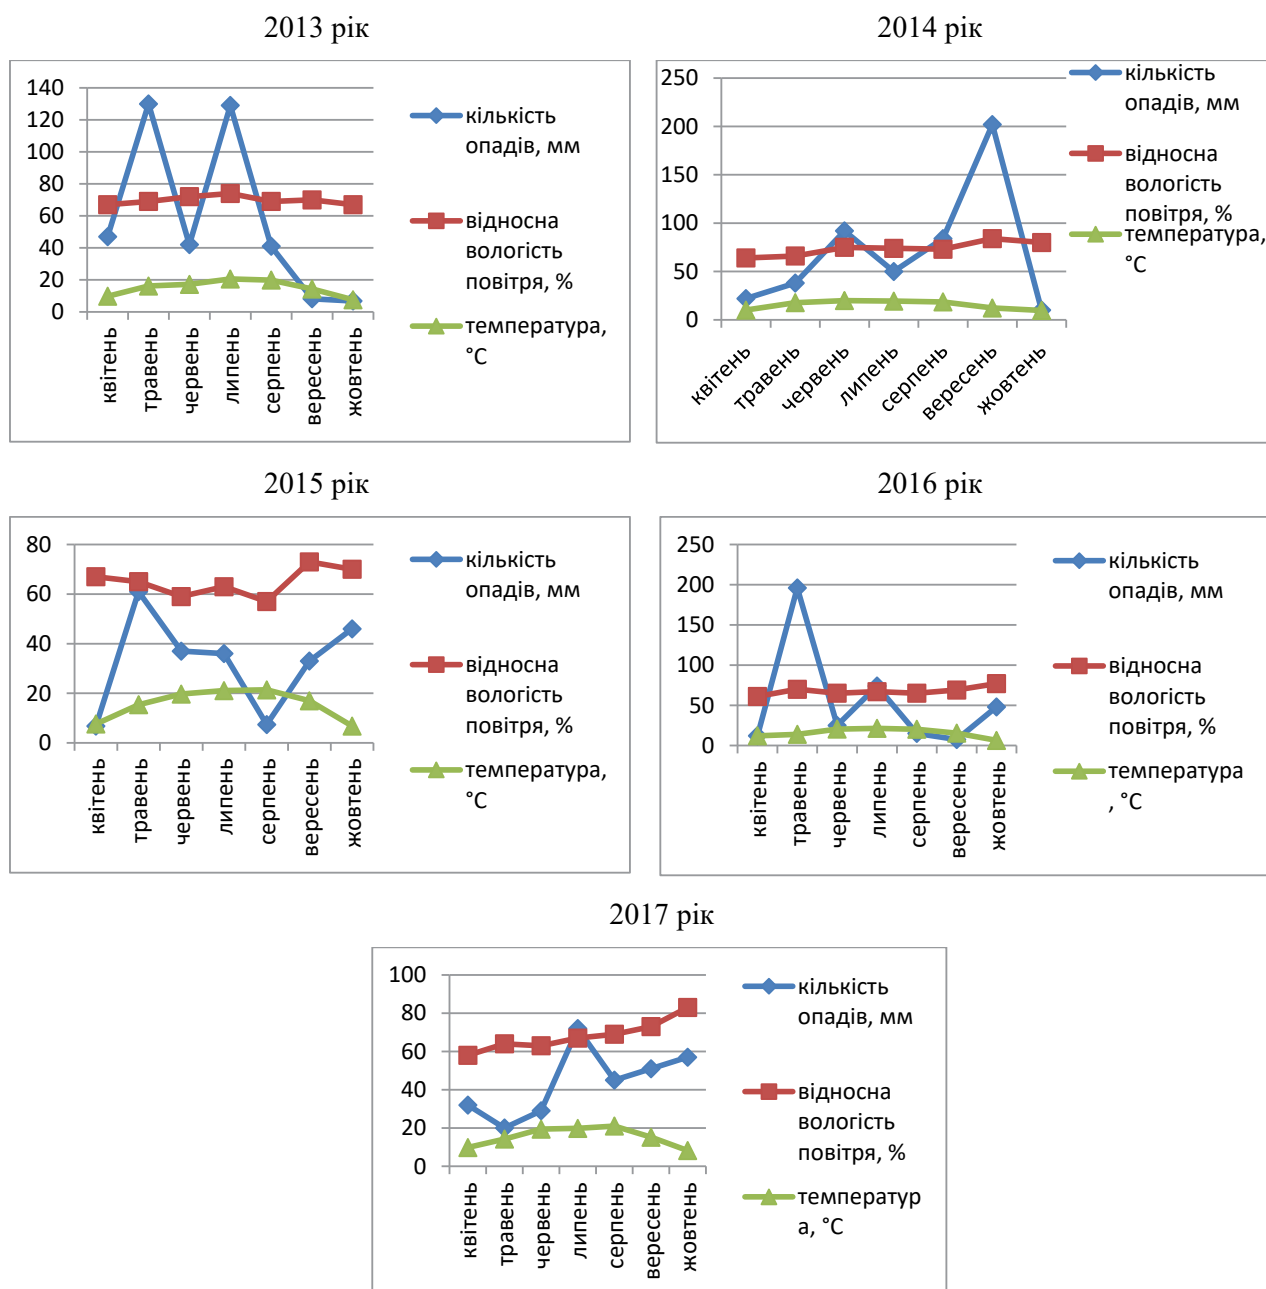 2013 рік
2014 рік
140
120
100
80
60
40
20
0
квітень
травень
червень
липень
серпень
вересень
жовтень
кількість
опадів, мм
відносна
вологість
повітря, %
температура,
°С
250
200
150
100
50
0
квітень
травень
червень
липень
серпень
вересень
жовтень
кількість
опадів, мм
відносна
вологість
повітря, %
температура,
°С
2015 рік
2016 рік
80
60
40
20
0
квітень
травень
червень
липень
серпень
вересень
жовтень
кількість
опадів, мм
відносна
вологість
повітря, %
температура,
°С
250
200
150
100
50
0
квітень
травень
червень
липень
серпень
вересень
жовтень
кількість
опадів, мм
відносна
вологість
повітря, %
температура
, °С
2017 рік
100
80
60
40
20
0
квітень
травень
червень
липень
серпень
вересень
жовтень
кількість
опадів, мм
відносна
вологість
повітря, %
температур
а, °С